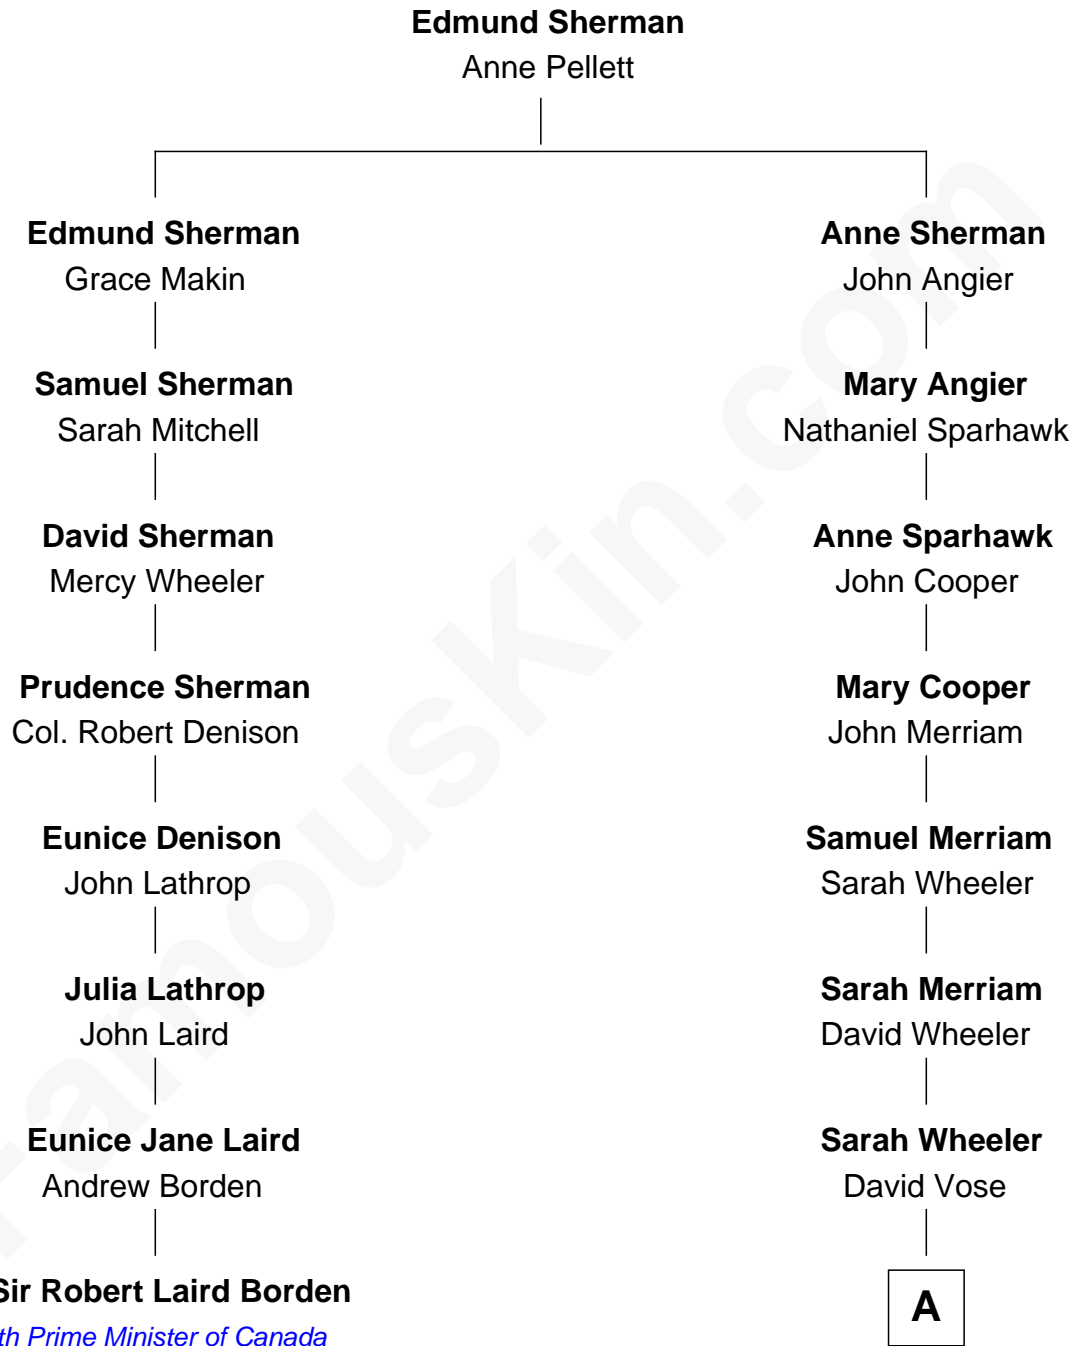 Edmund Sherman
Anne Pellett
Edmund Sherman
Grace Makin
Anne Sherman
John Angier
Samuel Sherman
Sarah Mitchell
Mary Angier
Nathaniel Sparhawk
David Sherman
Mercy Wheeler
Anne Sparhawk
John Cooper
Prudence Sherman
Col. Robert Denison
Mary Cooper
John Merriam
Eunice Denison
John Lathrop
Samuel Merriam
Sarah Wheeler
Julia Lathrop
John Laird
Sarah Merriam
David Wheeler
Eunice Jane Laird
Andrew Borden
Sarah Wheeler
David Vose
Sir Robert Laird Borden
th Prime Minister of Canada
A
FamousKin.com